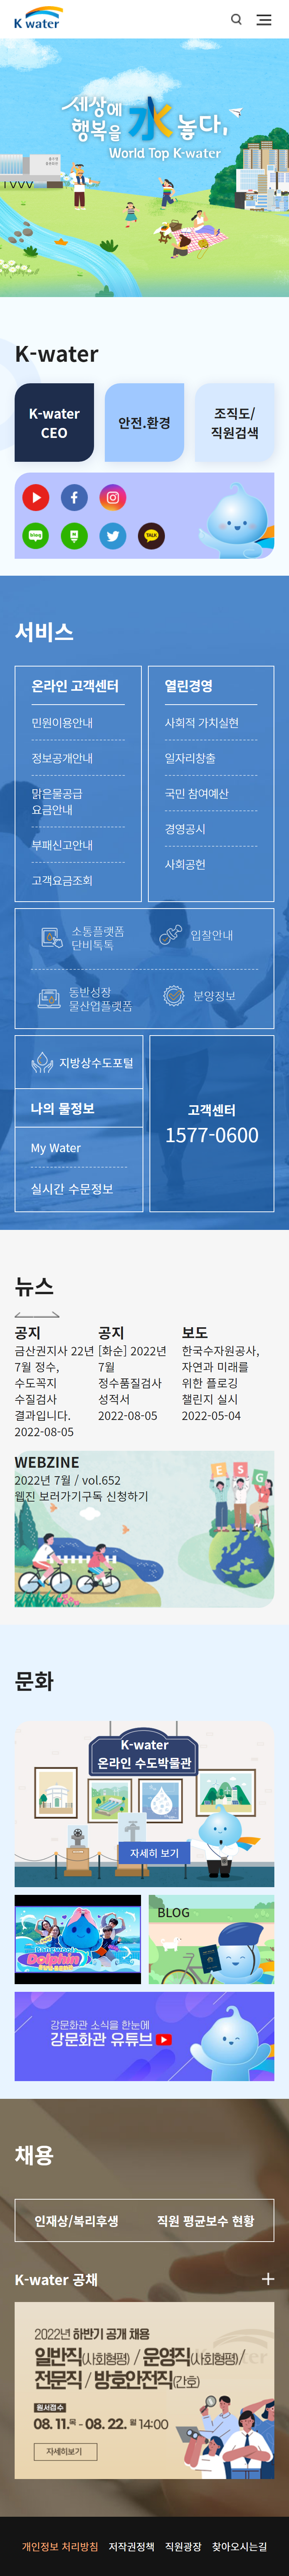 K water
세상에
행복을 水 놓다,
World Top K-water
K-water
K-water
CEO
안전.환경
조직도/
직원검색
blog
TALK
서비스
온라인 고객센터
민원이용안내
정보공개안내
맑은물공급
요금안내
부패신고안내
고객요금조회
열린경영
사회적 가치실현
일자리창출
국민 참여예산
경영공시
사회공헌
소통플랫폼
단비톡톡
입찰안내
동반성장
물산업플랫폼
분양정보
지방상수도포털
나의 물정보
My Water
실시간 수문정보
고객센터
1577-0600
뉴스
공지
금산권지사 22년
7월 정수,
수도꼭지
수질검사
결과입니다.
2022-08-05
공지
[화순] 2022년
7월
정수품질검사
성적서
2022-08-05
보도
한국수자원공사,
자연과 미래를
위한 플로깅
챌린지 실시
2022-05-04
WEBZINE
2022년 7월 / vol.652
웹진 보러가기구독 신청하기
E S G
문화
K-water
온라인 수도박물관
자세히 보기
Dolphin
BLOG
강문화관 소식을 한눈에
강문화관 유튜브
채용
인재상/복리후생
직원 평균보수 현황
K-water 공채
2022년 하반기 공개 채용
일반직(사회형평) / 운영직(사회형평)/
전문직 / 방호안전직(간호)
원서접수
08. 11.목 - 08. 22. 월 14:00
자세히보기
개인정보 처리방침
저작권정책
직원광장
찾아오시는길